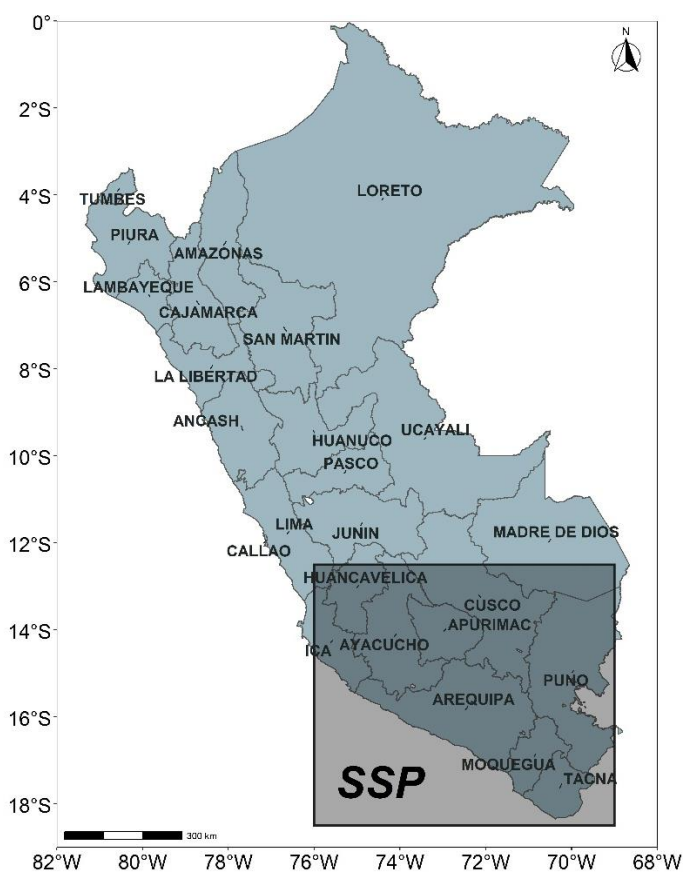 N
0°
2°S
4°S
6°S
8°S
10°S
12°S
14°S
16°S
18°S
LORETO
TUMBES
PIURA
AMAZONAS
LAMBAYEQUE
CAJAMARCA
SAN MARTIN
LA LIBERTAD
ANCASH
UCAYALI
HUANUCO
PASCO
LIMA
JUNIN
MADRE DE DIOS
CALLAO
HUANCAVELICA
CUSCO
APURIMAC
ICA
AYACUCHO
PUNO
AREQUIPA
MOQUEGUA
TACNA
SSP
300 km
82°W 80°W 78°W 76°W 74°W 72°W 70°W 68°W